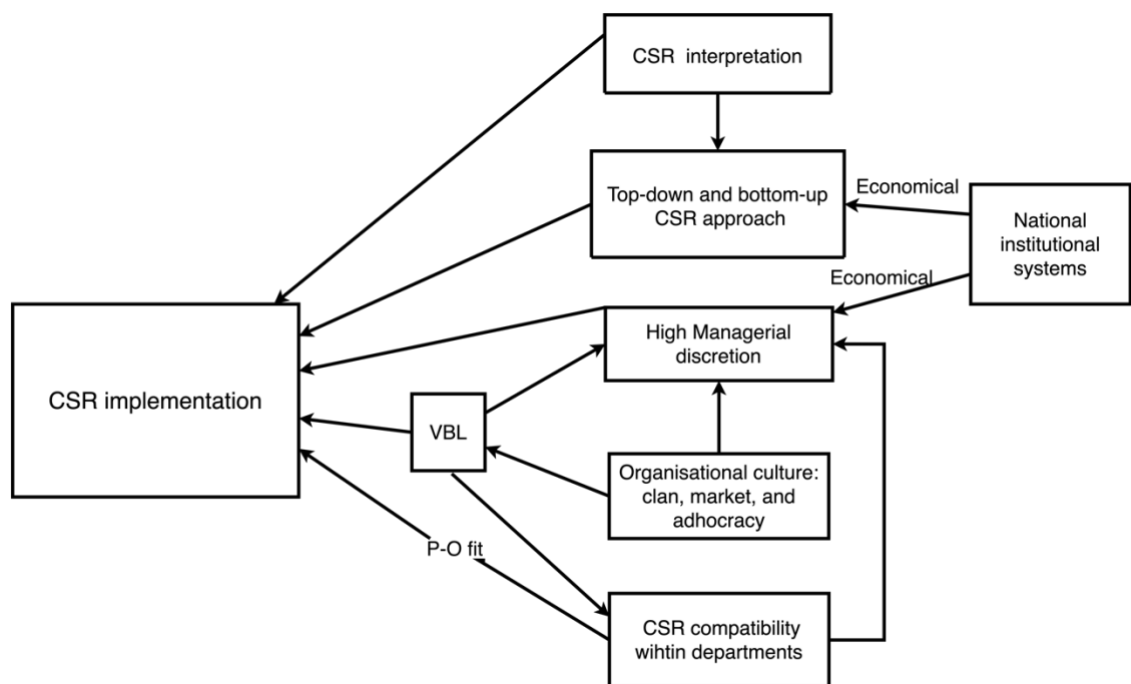 CSR interpretation
Top-down and bottom-up
CSR approach
Economical
National
institutional
systems
Economical
High Managerial
discretion
CSR implementation
VBL
Organisational culture:
clan, market, and
adhocracy
P-O fit
CSR compatibility
wihtin departments